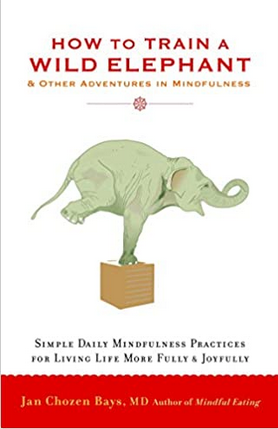 HOW TO TRAIN A
WILD ELEPHANT
& OTHER ADVENTURES IN MINDFULNESS
SIMPLE DAILY MINDFULNESS PRACTICES
FOR LIVING LIFE MORE FULLY & JOYFULLY
Jan Chozen Bays, MD Author of Mindful Eating